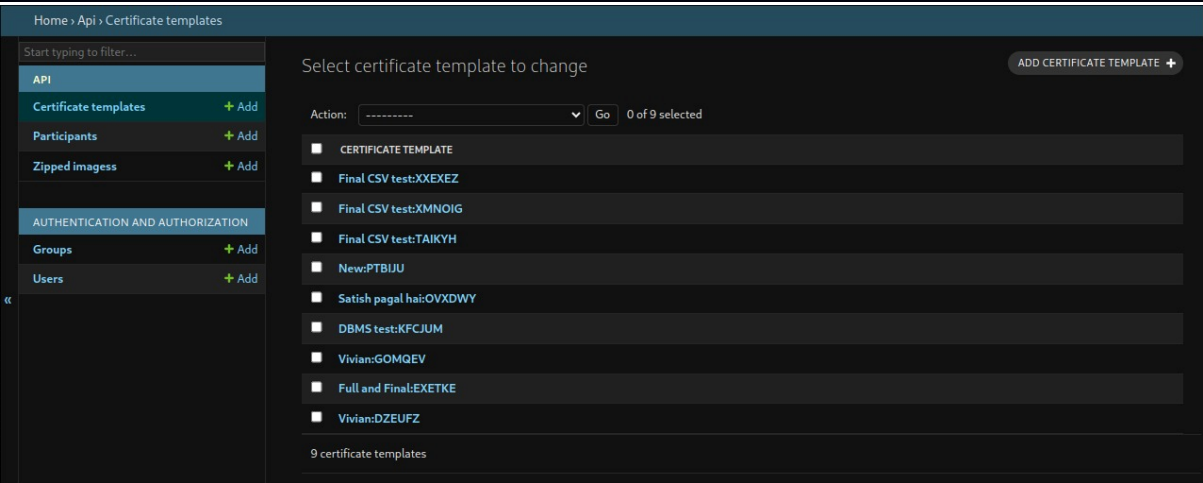 Home › Api › Certificate templates
Start typing to filter...
API
Certificate templates + Add
Participants + Add
Zipped imagess + Add
AUTHENTICATION AND AUTHORIZATION
Groups + Add
Users + Add
«
Select certificate template to change
ADD CERTIFICATE TEMPLATE +
Action: --------- Go 0 of 9 selected
CERTIFICATE TEMPLATE
Final CSV test:XXEXEZ
Final CSV test:XMNOIG
Final CSV test:TAIKYH
New:PTBIJU
Satish pagal hai:OVXDWY
DBMS test:KFCJUM
Vivian:GOMQEV
Full and Final:EXETKE
Vivian:DZEUFZ
9 certificate templates